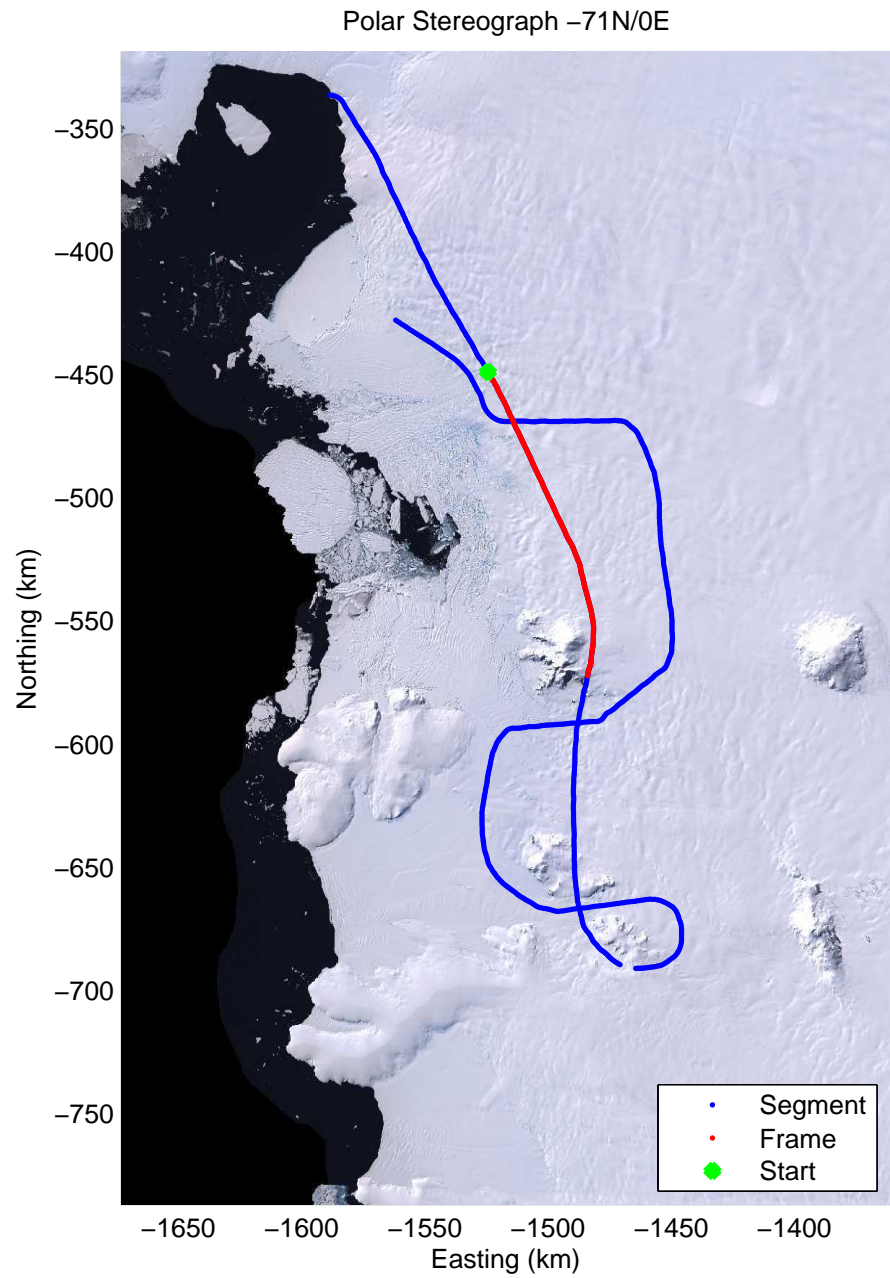 Polar Stereograph −71N/0E
−350
−400
−450
−500
−550
−600
−650
−700
−750
Northing (km)
Segment
Frame
Start
−1650 −1600 −1550 −1500 −1450 −1400
Easting (km)